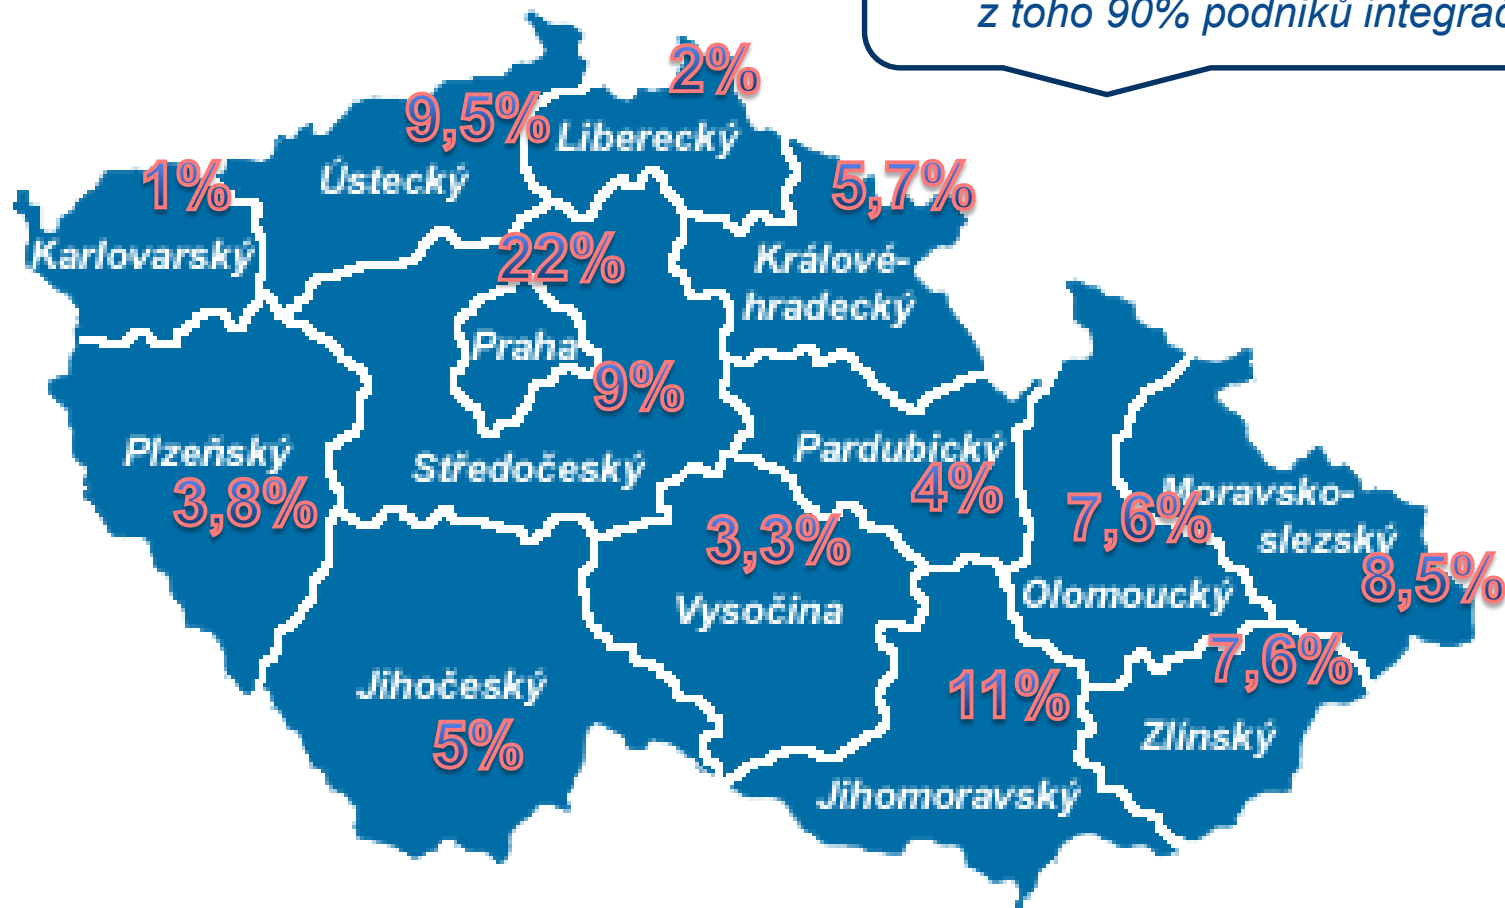 z toho 90% podniků
2%
9,5%
Liberecký
1%
Ústecký
5,7%
Karlovarský
22%
Králové-
hradecký
Praha
9%
Plzeňský
3,8%
Středočeský
Pardubický
4%
7,6%
Moravsko-
slezský
8,5%
3,3%
Vysočina
Olomoucký
7,6%
Zlínský
Jihočeský
5%
11%
Jihomoravský